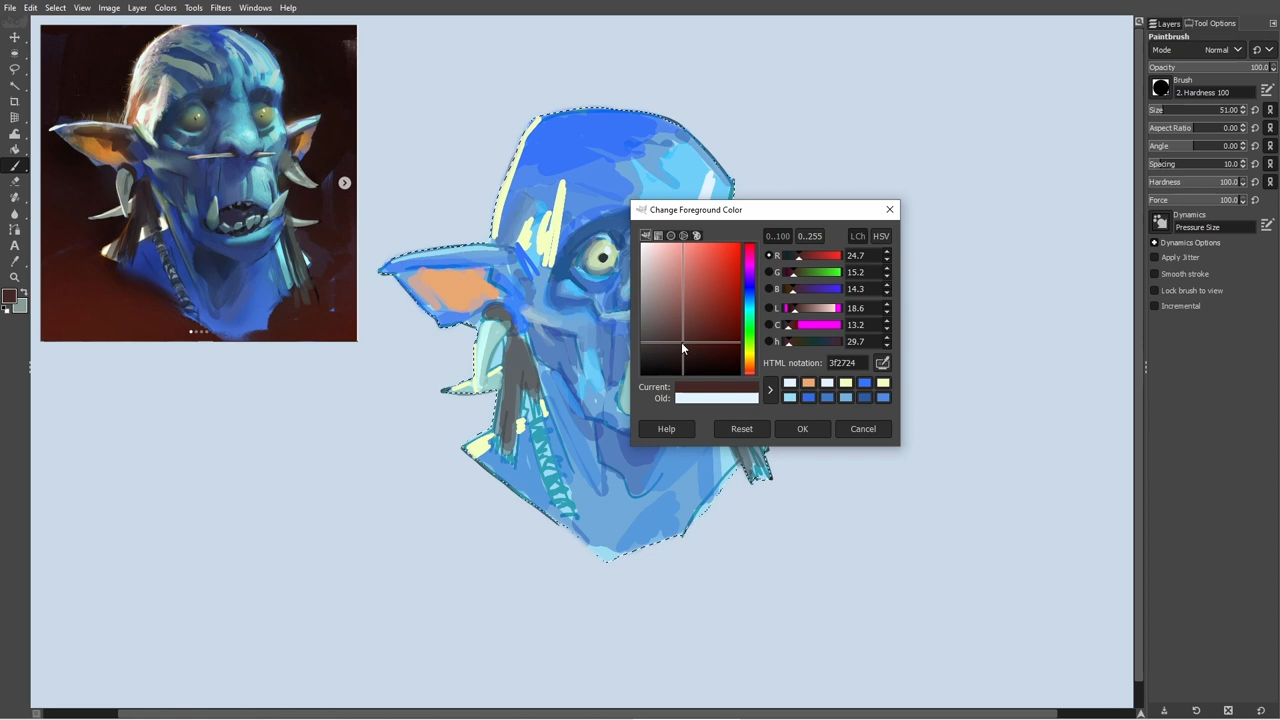 File Edit Select View Image Layer Colors Tools Filters Windows Help
Layers Tool Options
Paintbrush
Mode Normal
Opacity 100.0
Brush
2. Hardness 100
Size 51.00
Aspect Ratio 0.00
Angle 0.00
Spacing 10.0
Hardness 100.0
Force 100.0
Dynamics
Pressure Size
Dynamics Options
Apply Jitter
Smooth stroke
Lock brush to view
Incremental
Change Foreground Color
0..100 0..255 LCh HSV
R 24.7
G 15.2
B 14.3
L 18.6
C 13.2
h 29.7
HTML notation: 3f2724
Current:
Old:
Help Reset OK Cancel